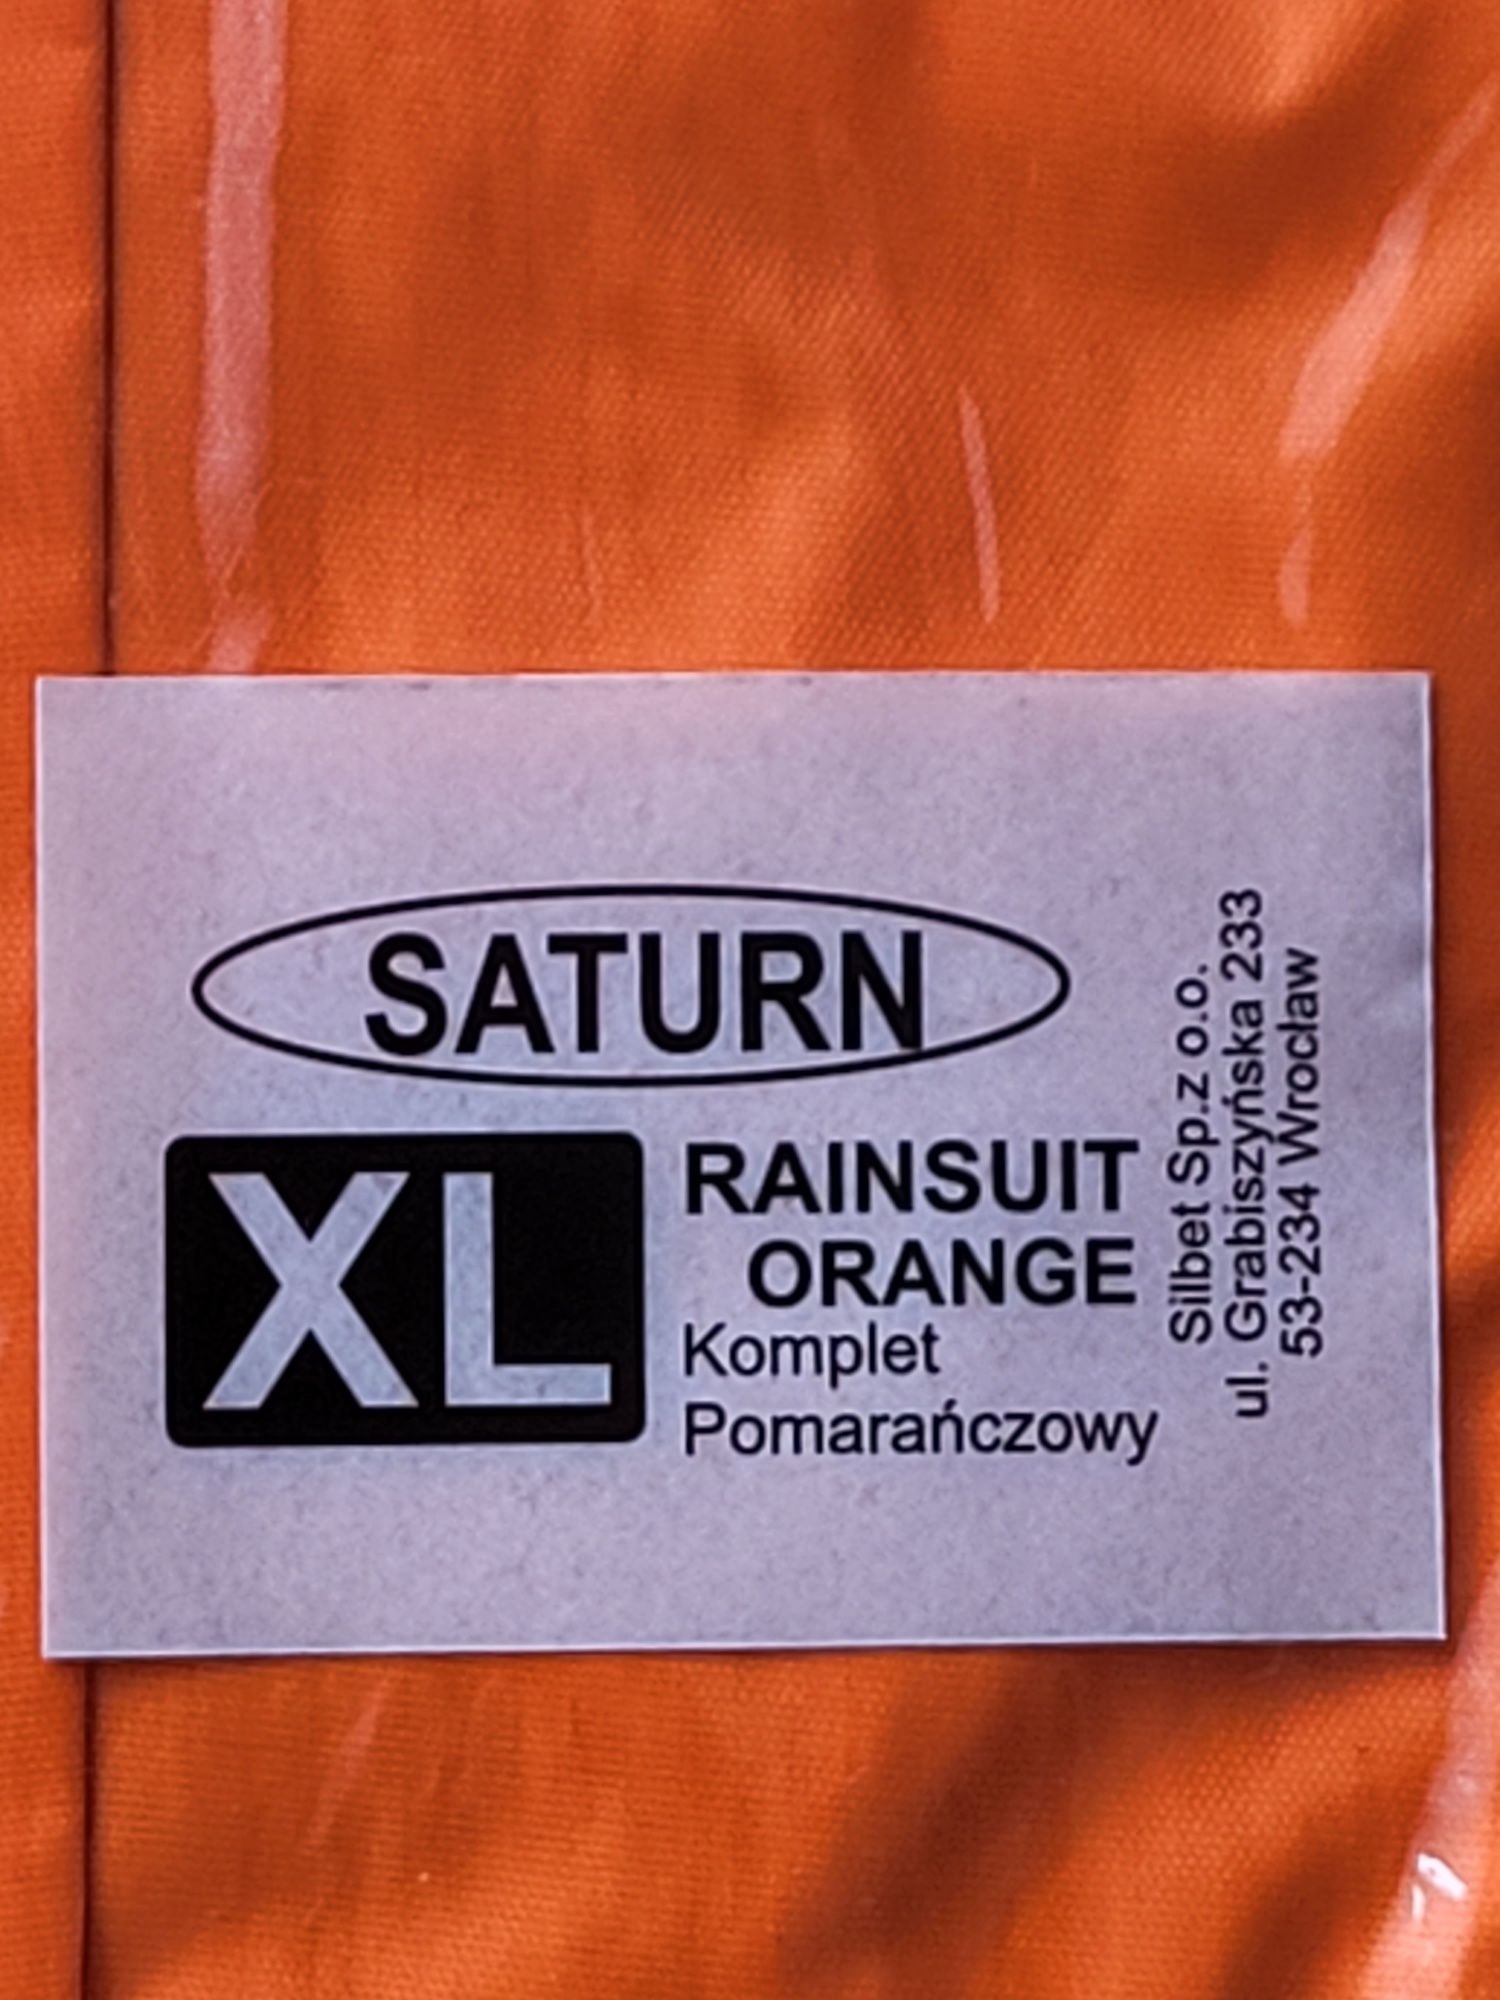 SATURN
XL
RAINSUIT
ORANGE
Komplet
Pomarańczowy
Silbet Sp.z o.o.
ul. Grabiszyńska 233
53-234 Wrocław